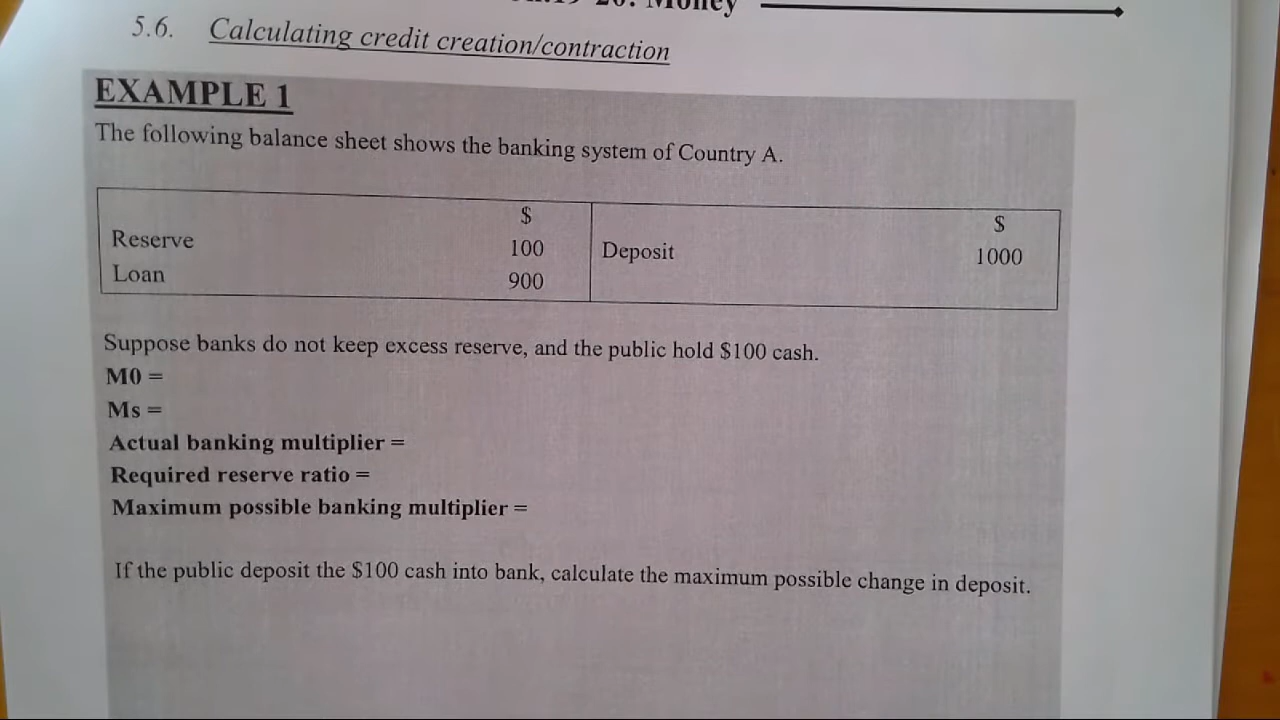 Money
5.6. Calculating credit creation/contraction
EXAMPLE 1
The following balance sheet shows the banking system of Country A.
$ $
Reserve 100 Deposit 1000
Loan 900
Suppose banks do not keep excess reserve, and the public hold $100 cash.
M0 =
Ms =
Actual banking multiplier =
Required reserve ratio =
Maximum possible banking multiplier =
If the public deposit the $100 cash into bank, calculate the maximum possible change in deposit.